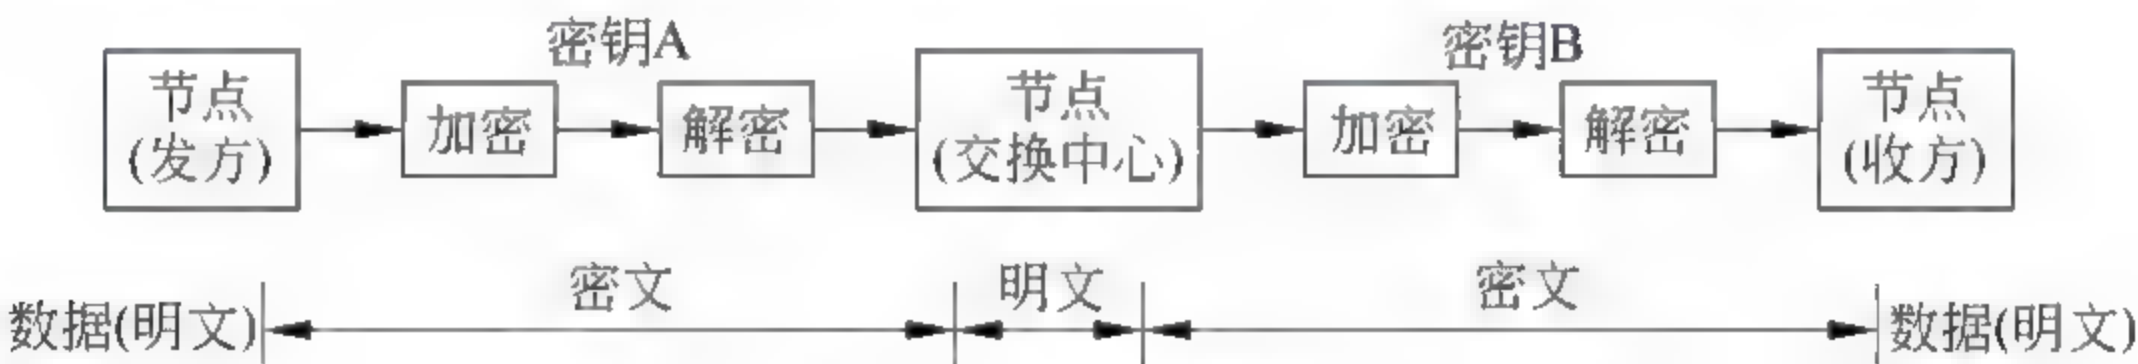 密钥A
密钥B
节点
(发方)
加密
解密
节点
(交换中心)
加密
解密
节点
(收方)
密文
明文
密文
数据(明文)
数据(明文)